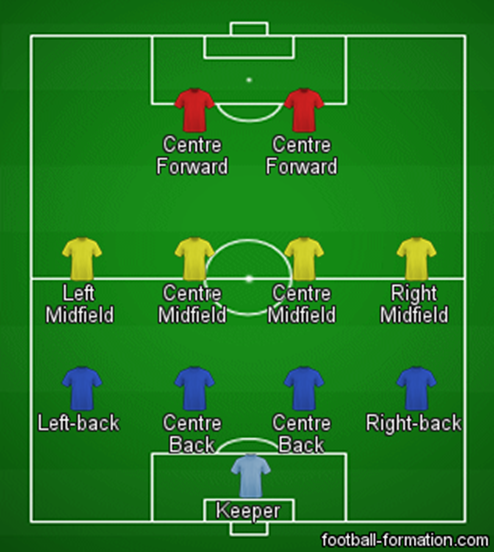 Centre
Forward
Centre
Forward
Left
Midfield
Centre
Midfield
Centre
Midfield
Right
Midfield
Left-back
Centre
Back
Centre
Back
Right-back
Keeper
football-formation.com